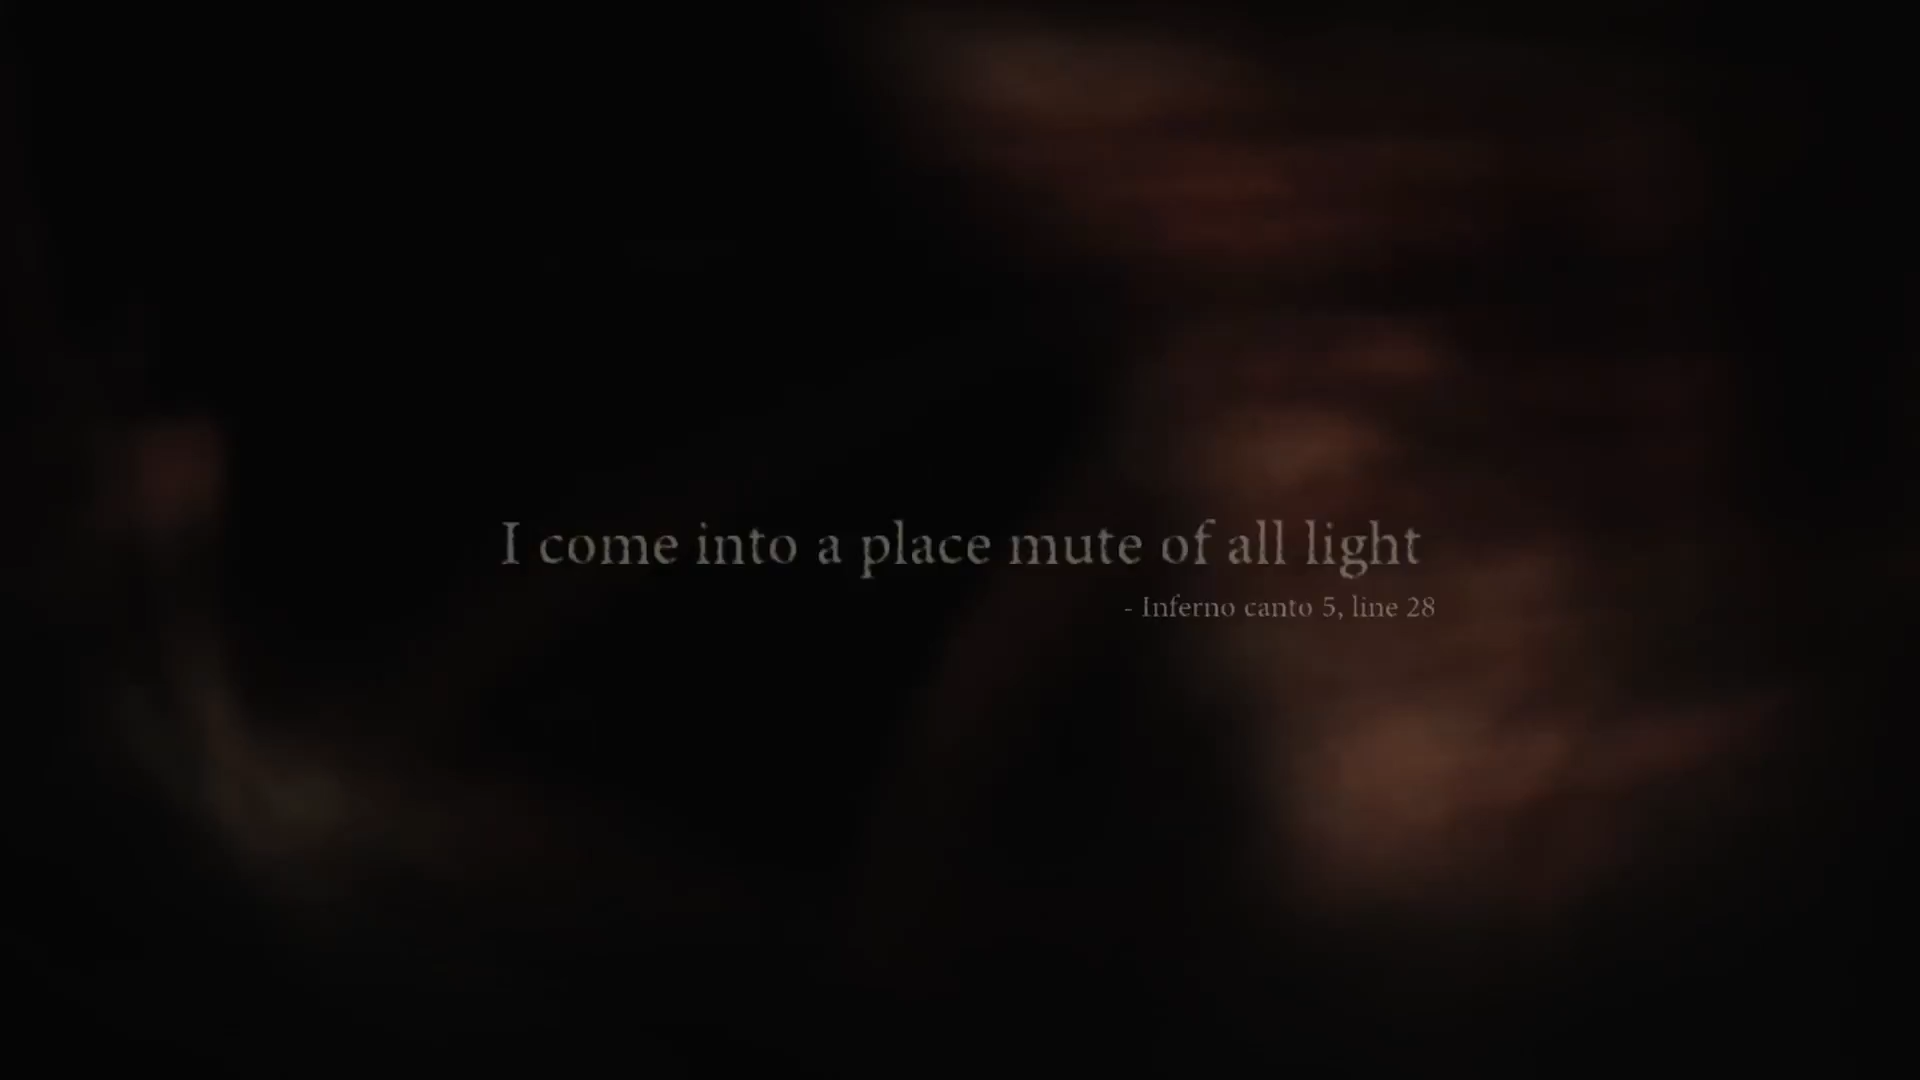 I come into a place mute of all light
- Inferno canto 5, line 28